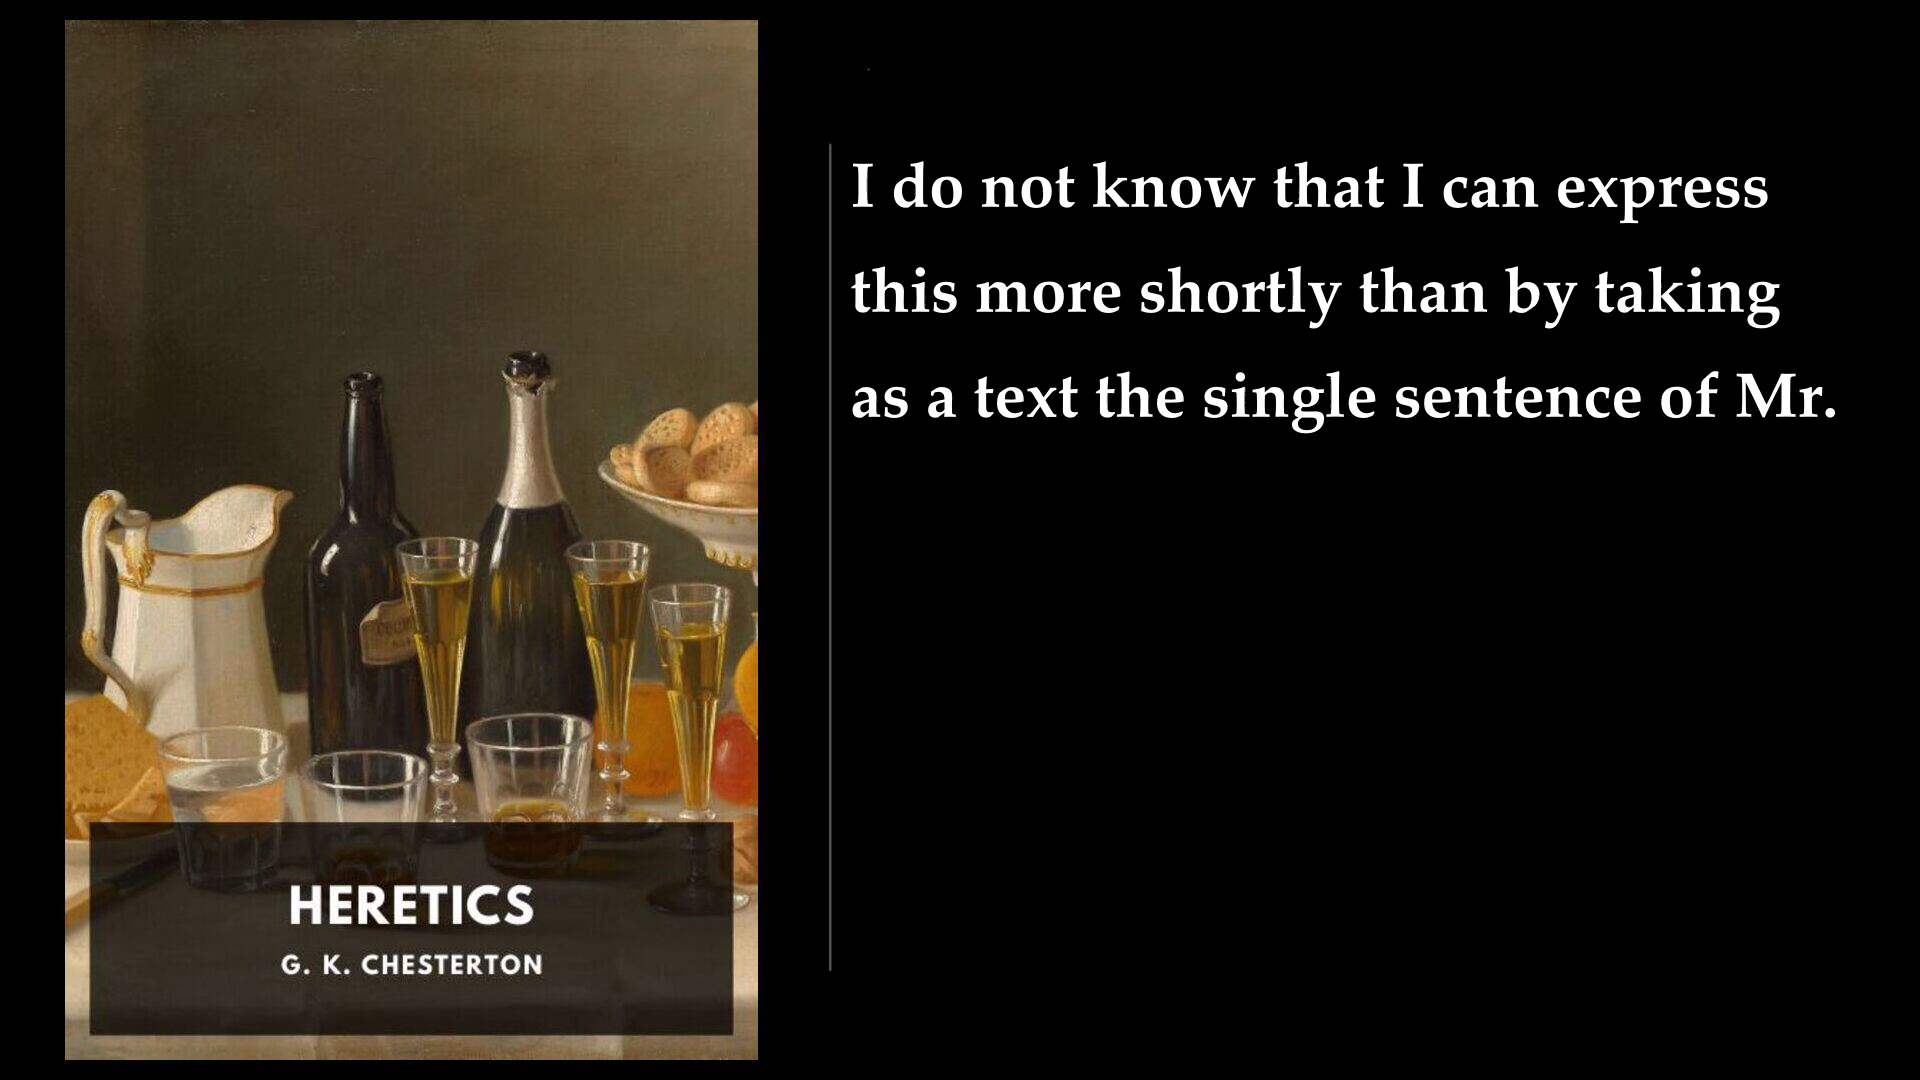 I do not know that I can express
this more shortly than by taking
as a text the single sentence of Mr.
HERETICS
G. K. CHESTERTON